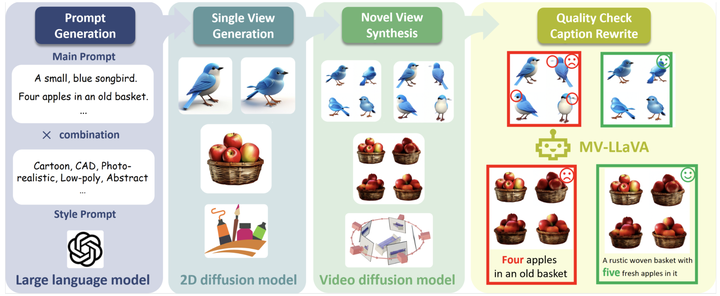 Prompt
Generation
Main Prompt
A small, blue songbird.
Four apples in an old basket.
...
× combination
Cartoon, CAD, Photo-
realistic, Low-poly, Abstract
...
Style Prompt
Large language model
Single View
Generation
2D diffusion model
Novel View
Synthesis
Video diffusion model
Quality Check
Caption Rewrite
MV-LLaVA
Four apples
in an old basket
A rustic woven basket with
five fresh apples in it